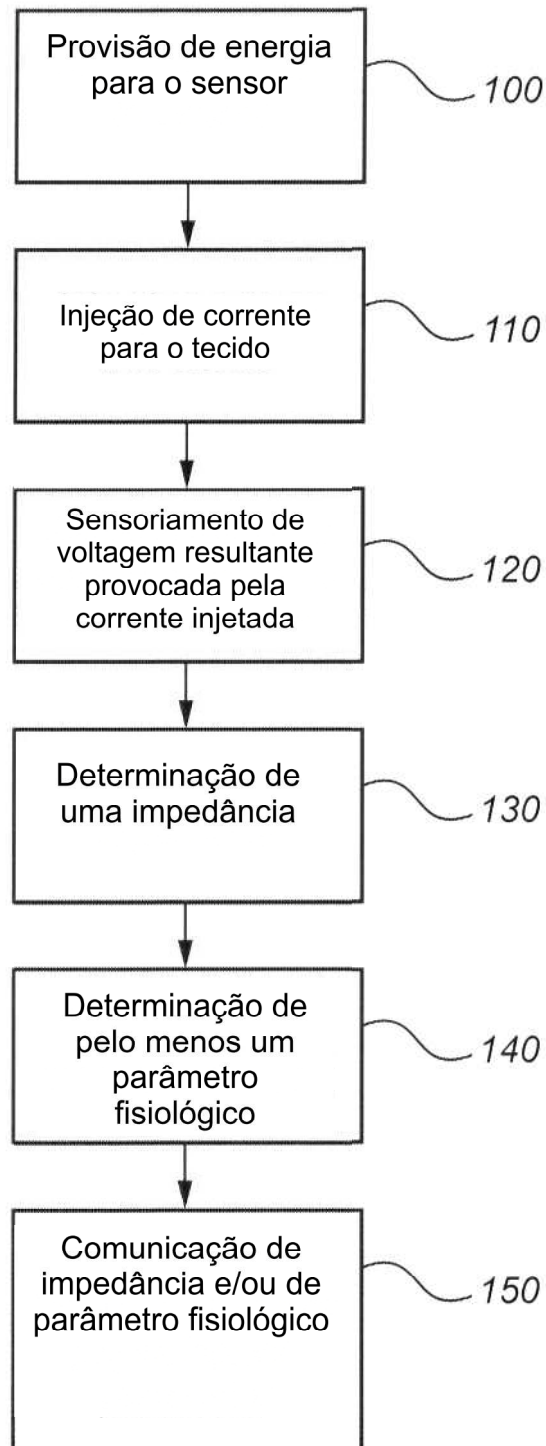 Provisão de energia
para o sensor
100
Injeção de corrente
para o tecido
110
Sensoriamento de
voltagem resultante
provocada pela
corrente injetada
120
Determinação de
uma impedância
130
Determinação de
pelo menos um
parâmetro
fisiológico
140
Comunicação de
impedância e/ou de
parâmetro fisiológico
150